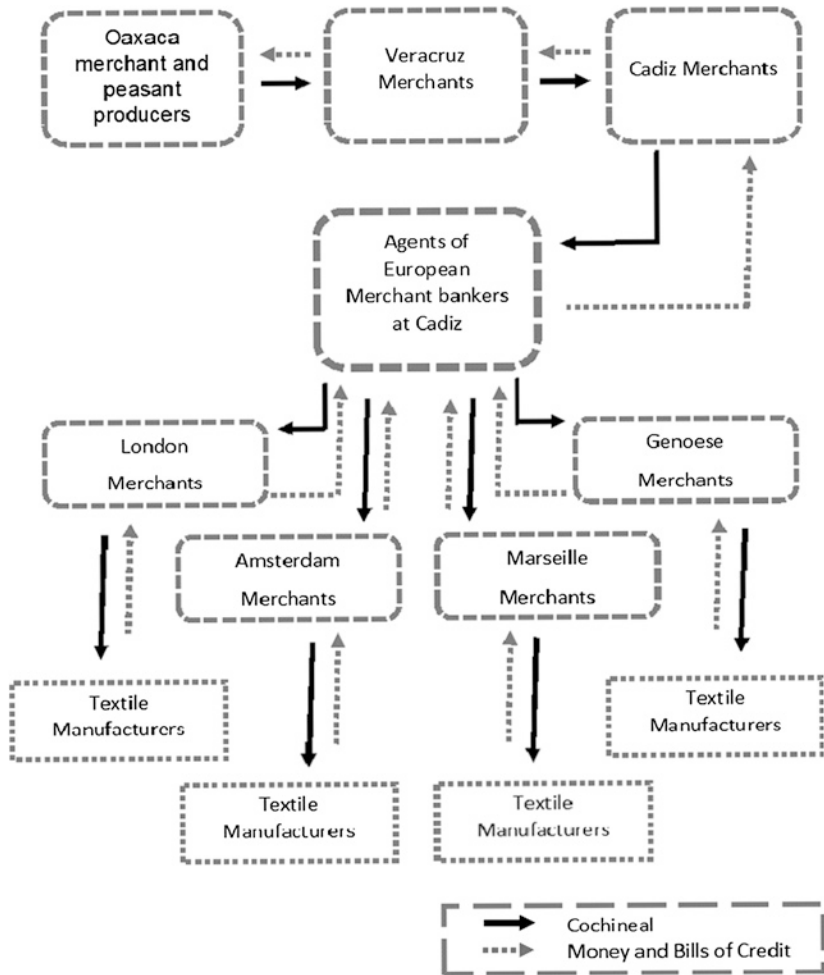 Oaxaca
merchant and
peasant
producers
Veracruz
Merchants
Cadiz Merchants
Agents of
European
Merchant bankers
at Cadiz
London
Merchants
Genoese
Merchants
Amsterdam
Merchants
Marseille
Merchants
Textile
Manufacturers
Textile
Manufacturers
Textile
Manufacturers
Textile
Manufacturers
Cochineal
Money and Bills of Credit